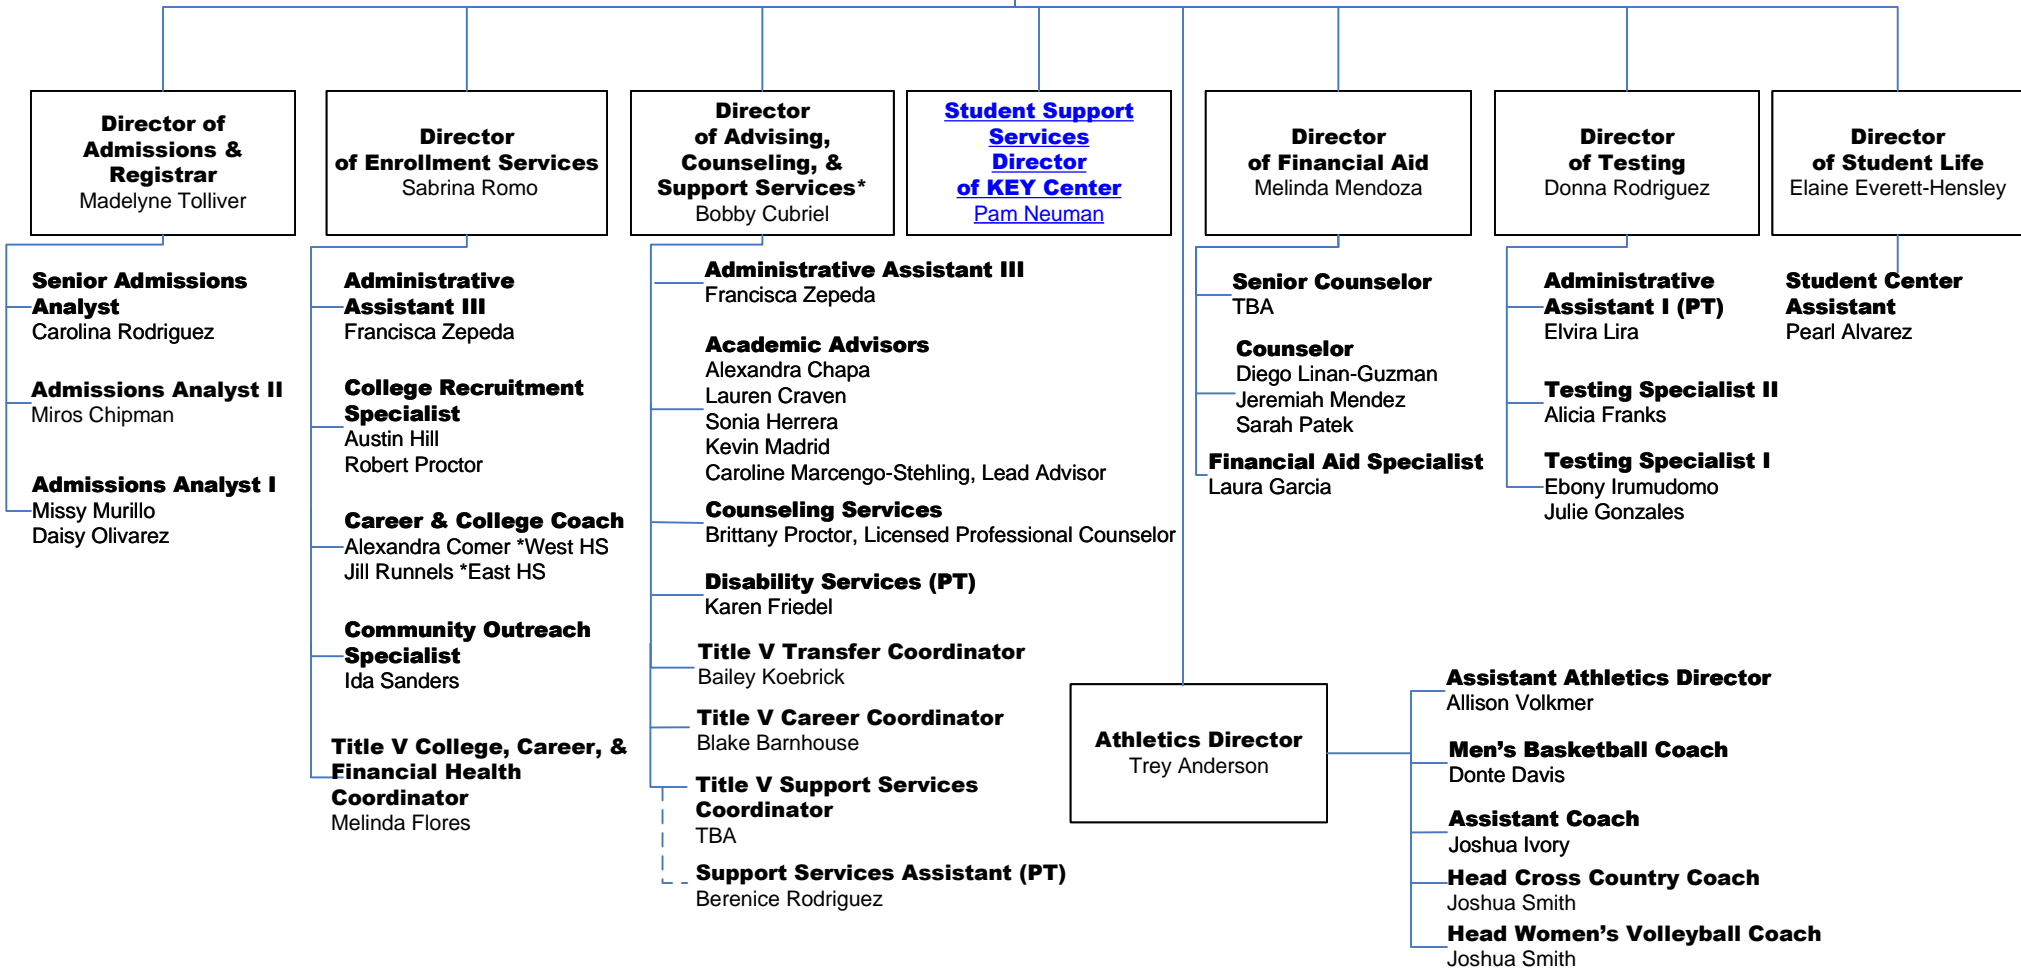 Director of
Admissions &
Registrar
Madelyne Tolliver
Senior Admissions
Analyst
Carolina Rodriguez
Admissions Analyst II
Miros Chipman
Admissions Analyst I
Missy Murillo
Daisy Olivarez
Director
of Enrollment Services
Sabrina Romo
Administrative
Assistant III
Francisca Zepeda
College Recruitment
Specialist
Austin Hill
Robert Proctor
Career & College Coach
Alexandra Comer *West HS
Jill Runnels *East HS
Community Outreach
Specialist
Ida Sanders
Title V College, Career, &
Financial Health
Coordinator
Melinda Flores
Director
of Advising,
Counseling, &
Support Services*
Bobby Cubriel
Administrative Assistant III
Francisca Zepeda
Academic Advisors
Alexandra Chapa
Lauren Craven
Sonia Herrera
Kevin Madrid
Caroline Marcengo-Stehling, Lead Advisor
Counseling Services
Brittany Proctor, Licensed Professional Counselor
Disability Services (PT)
Karen Friedel
Title V Transfer Coordinator
Bailey Koebrick
Title V Career Coordinator
Blake Barnhouse
Title V Support Services
Coordinator
TBA
Support Services Assistant (PT)
Berenice Rodriguez
Student Support
Services
Director
of KEY Center
Pam Neuman
Athletics Director
Trey Anderson
Assistant Athletics Director
Allison Volkmer
Men's Basketball Coach
Donte Davis
Assistant Coach
Joshua Ivory
Head Cross Country Coach
Joshua Smith
Head Women's Volleyball Coach
Joshua Smith
Director
of Financial Aid
Melinda Mendoza
Senior Counselor
TBA
Counselor
Diego Linan-Guzman
Jeremiah Mendez
Sarah Patek
Financial Aid Specialist
Laura Garcia
Director
of Testing
Donna Rodriguez
Administrative
Assistant I (PT)
Elvira Lira
Testing Specialist II
Alicia Franks
Testing Specialist I
Ebony Irumudomo
Julie Gonzales
Director
of Student Life
Elaine Everett-Hensley
Student Center
Assistant
Pearl Alvarez